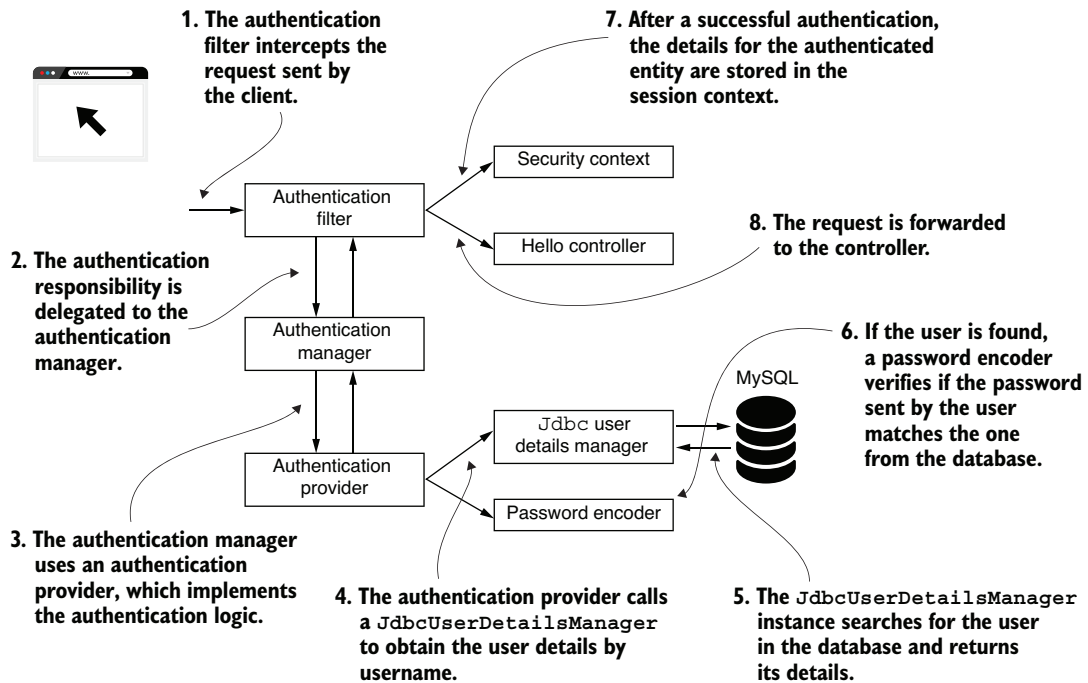 1. The authentication
filter intercepts the
request sent by
the client.
7. After a successful authentication,
the details for the authenticated
entity are stored in the
session context.
www.
Security context
Authentication
filter
Hello controller
8. The request is forwarded
to the controller.
2. The authentication
responsibility is
delegated to the
authentication
manager.
Authentication
manager
6. If the user is found,
a password encoder
verifies if the password
sent by the user
matches the one
from the database.
MySQL
Jdbc user
details manager
Authentication
provider
Password encoder
3. The authentication manager
uses an authentication
provider, which implements
the authentication logic.
4. The authentication provider calls
a JdbcUserDetailsManager
to obtain the user details by
username.
5. The JdbcUserDetailsManager
instance searches for the user
in the database and returns
its details.